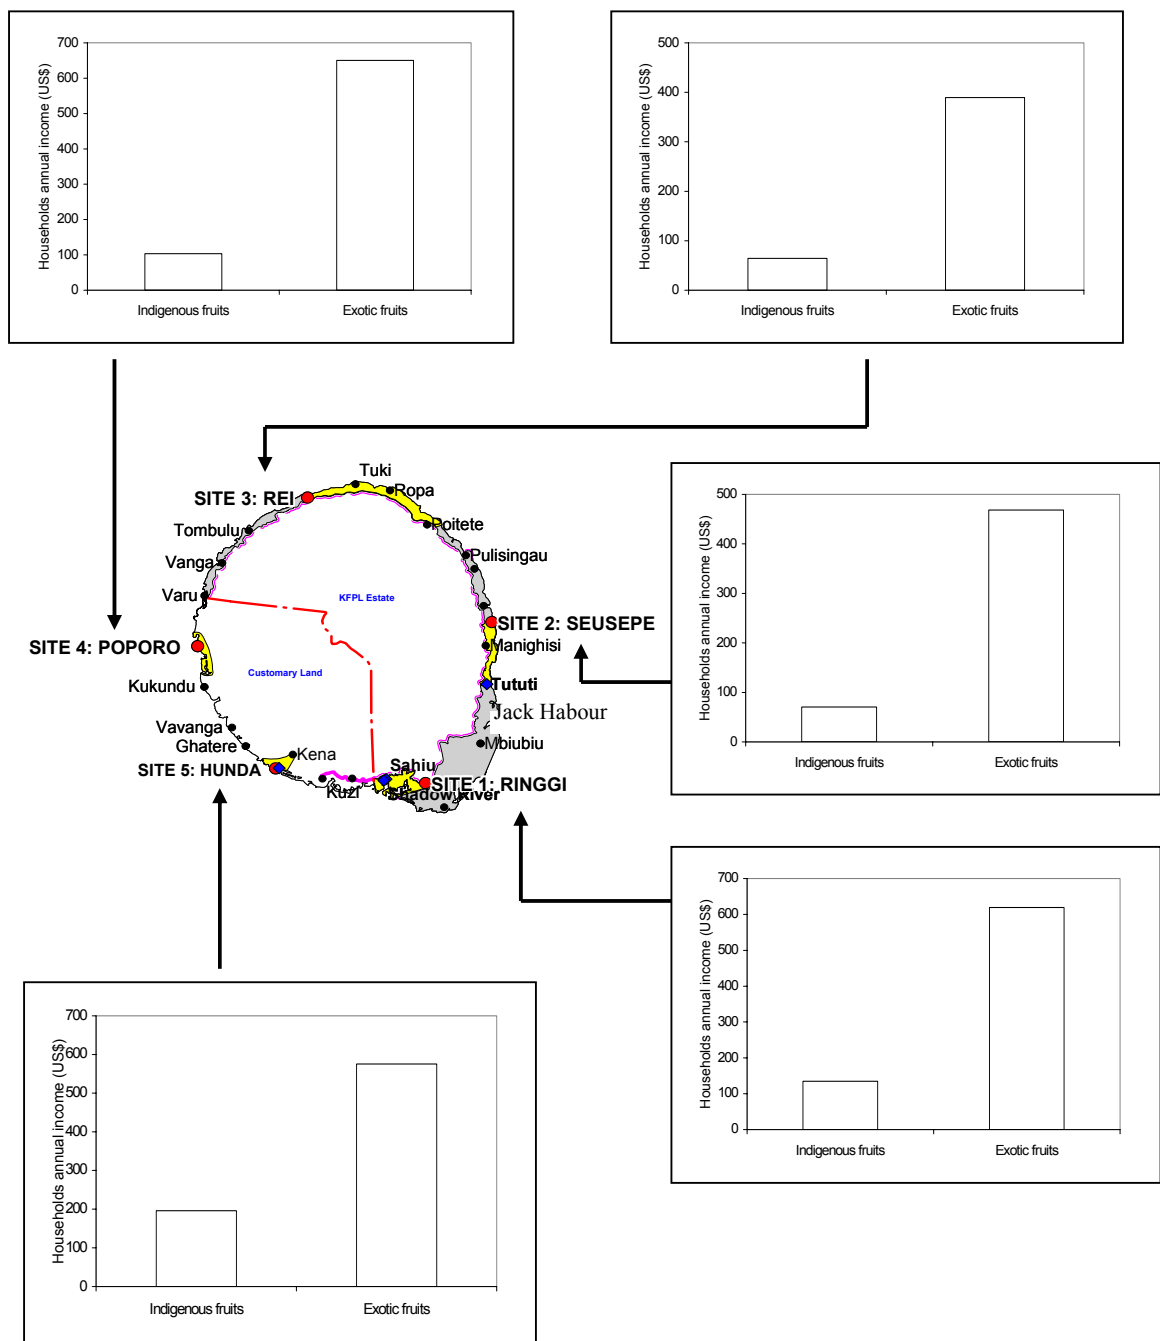 Households annual income (US$)
700
600
500
400
300
200
100
0
Indigenous fruits
Exotic fruits
Households annual income (US$)
500
400
300
200
100
0
Indigenous fruits
Exotic fruits
Tuki
SITE 3: REI
Ropa
Tombulu
Poitete
Vanga
Pulisingau
Varu
KFPL Estate
SITE 2: SEUSEPE
SITE 4: POPORO
Manighisi
Customary Land
Kukundu
Tututi
Jack Habour
Vavanga
Ghatere
Mbiubiu
Kena
SITE 5: HUNDA
Sahiu
SITE 1: RINGGI
Kuzi
Shadow River
Households annual income (US$)
500
400
300
200
100
0
Indigenous fruits
Exotic fruits
Households annual income (US$)
700
600
500
400
300
200
100
0
Indigenous fruits
Exotic fruits
Households annual income (US$)
700
600
500
400
300
200
100
0
Indigenous fruits
Exotic fruits